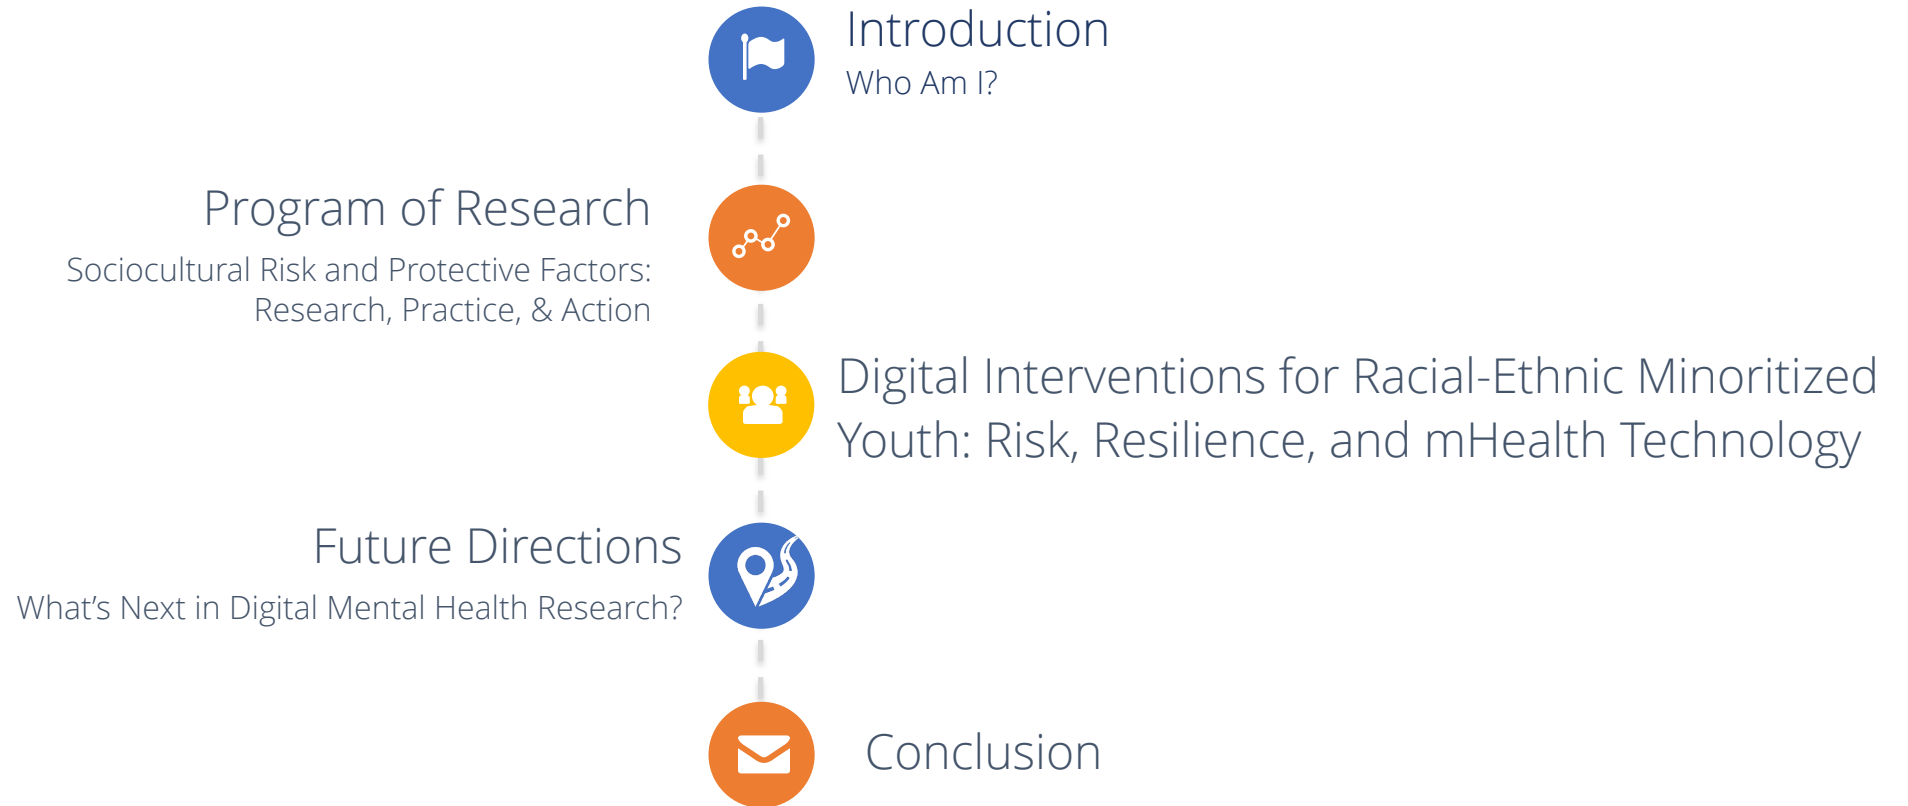 Introduction
Who Am I?
Program of Research
Sociocultural Risk and Protective Factors:
Research, Practice, & Action
Digital Interventions for Racial-Ethnic Minoritized
Youth: Risk, Resilience, and mHealth Technology
Future Directions
What’s Next in Digital Mental Health Research?
Conclusion